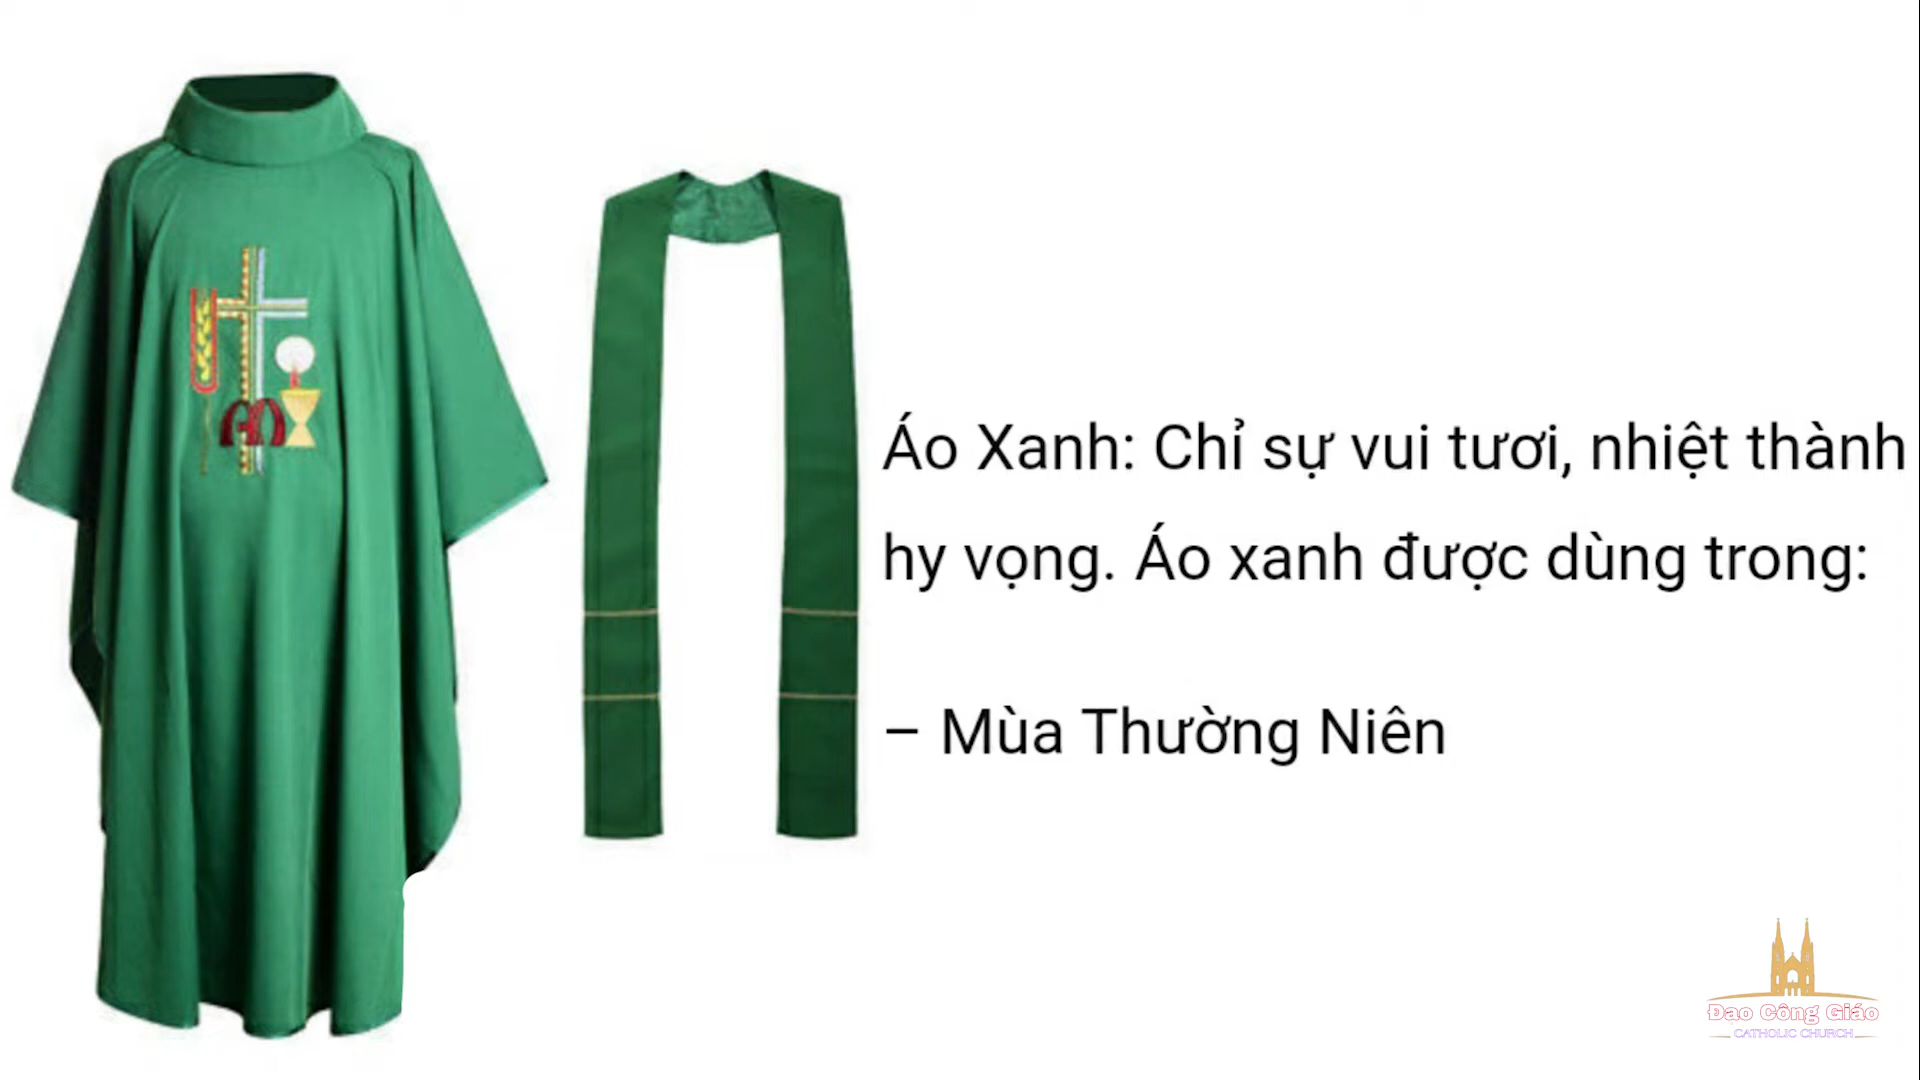 Áo Xanh: Chỉ sự vui tươi, nhiệt thành
hy vọng. Áo xanh được dùng trong:
– Mùa Thường Niên
Đạo Công Giáo
CATHOLIC CHURCH